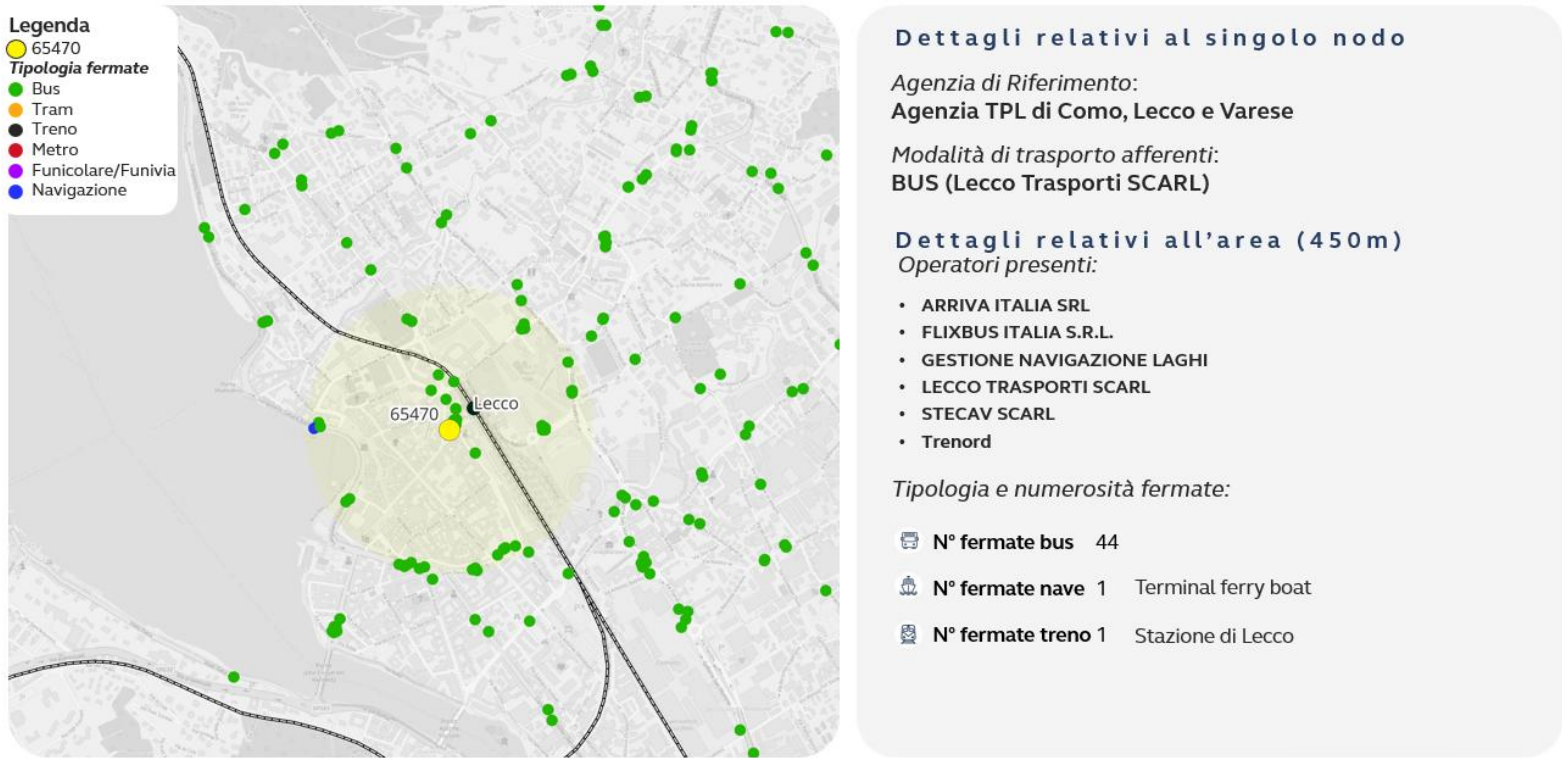 Legenda
65470
Tipologia fermate
Bus
Tram
Treno
Metro
Funicolare/Funivia
Navigazione
65470
Lecco
Dettagli relativi al singolo nodo
Agenzia di Riferimento:
Agenzia TPL di Como, Lecco e Varese
Modalità di trasporto afferenti:
BUS (Lecco Trasporti SCARL)
Dettagli relativi all'area (450m)
Operatori presenti:
• ARRIVA ITALIA SRL
• FLIXBUS ITALIA S.R.L.
• GESTIONE NAVIGAZIONE LAGHI
• LECCO TRASPORTI SCARL
• STECAV SCARL
• Trenord
Tipologia e numerosità fermate:
N° fermate bus 44
N° fermate nave 1 Terminal ferry boat
N° fermate treno 1 Stazione di Lecco